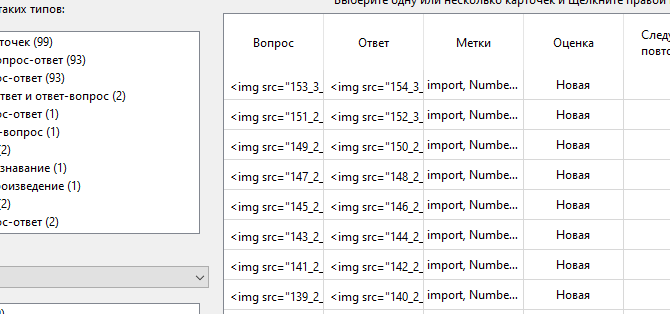 таких типов:
точек (99)
опрос-ответ (93)
ос-ответ (93)
твет и ответ-вопрос (2)
ос-ответ (1)
-вопрос (1)
(2)
знавание (1)
роизведение (1)
(2)
ос-ответ (2)
Выберите одну или несколько карточек и щелкните правой
Вопрос Ответ Метки Оценка Следу
повто
<img src="153_3_ <img src="154_3_ import, Numbe... Новая
<img src="151_2_ <img src="152_3_ import, Numbe... Новая
<img src="149_2_ <img src="150_2_ import, Numbe... Новая
<img src="147_2_ <img src="148_2_ import, Numbe... Новая
<img src="145_2_ <img src="146_2_ import, Numbe... Новая
<img src="143_2_ <img src="144_2_ import, Numbe... Новая
<img src="141_2_ <img src="142_2_ import, Numbe... Новая
<img src="139_2_ <img src="140_2_ import, Numbe... Новая